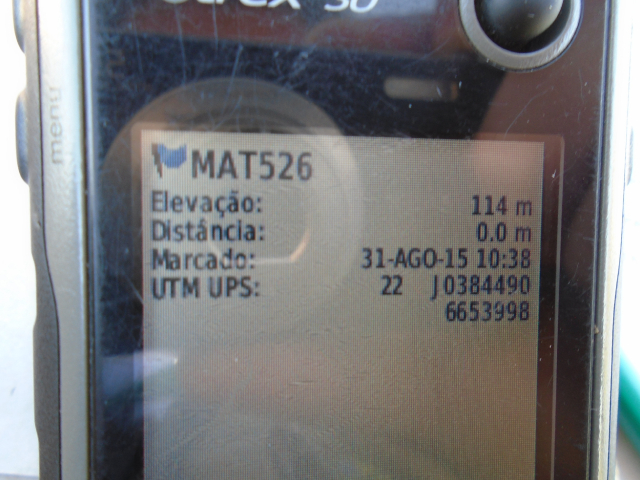 eTrex 30
menu
MAT526
Elevação: 114 m
Distância: 0.0 m
Marcado: 31-AGO-15 10:38
UTM UPS: 22 J0384490
6653998